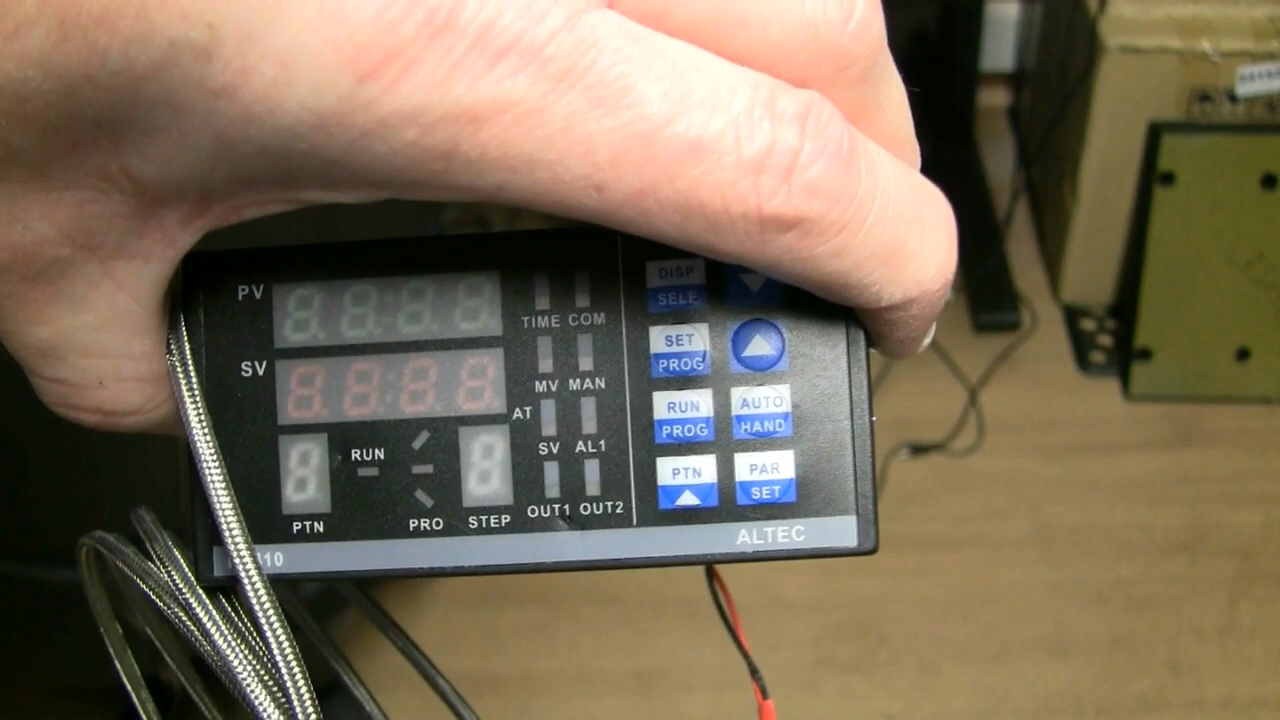 PV
SV
TIME COM
MV MAN
AT
SV AL1
OUT1 OUT2
RUN
PTN
PRO
STEP
DISP
SELE
SET
PROG
RUN
PROG
AUTO
HAND
PTN
PAR
SET
ALTEC